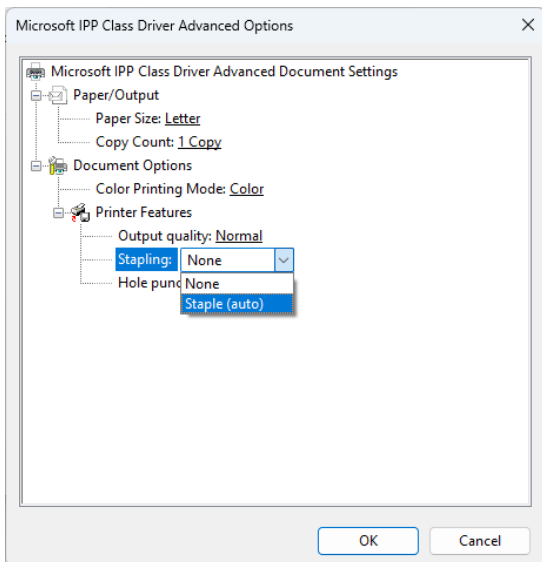 Microsoft IPP Class Driver Advanced Options
Microsoft IPP Class Driver Advanced Document Settings
Paper/Output
Paper Size: Letter
Copy Count: 1 Copy
Document Options
Color Printing Mode: Color
Printer Features
Output quality: Normal
Stapling: None
Hole None
Staple (auto)
OK Cancel